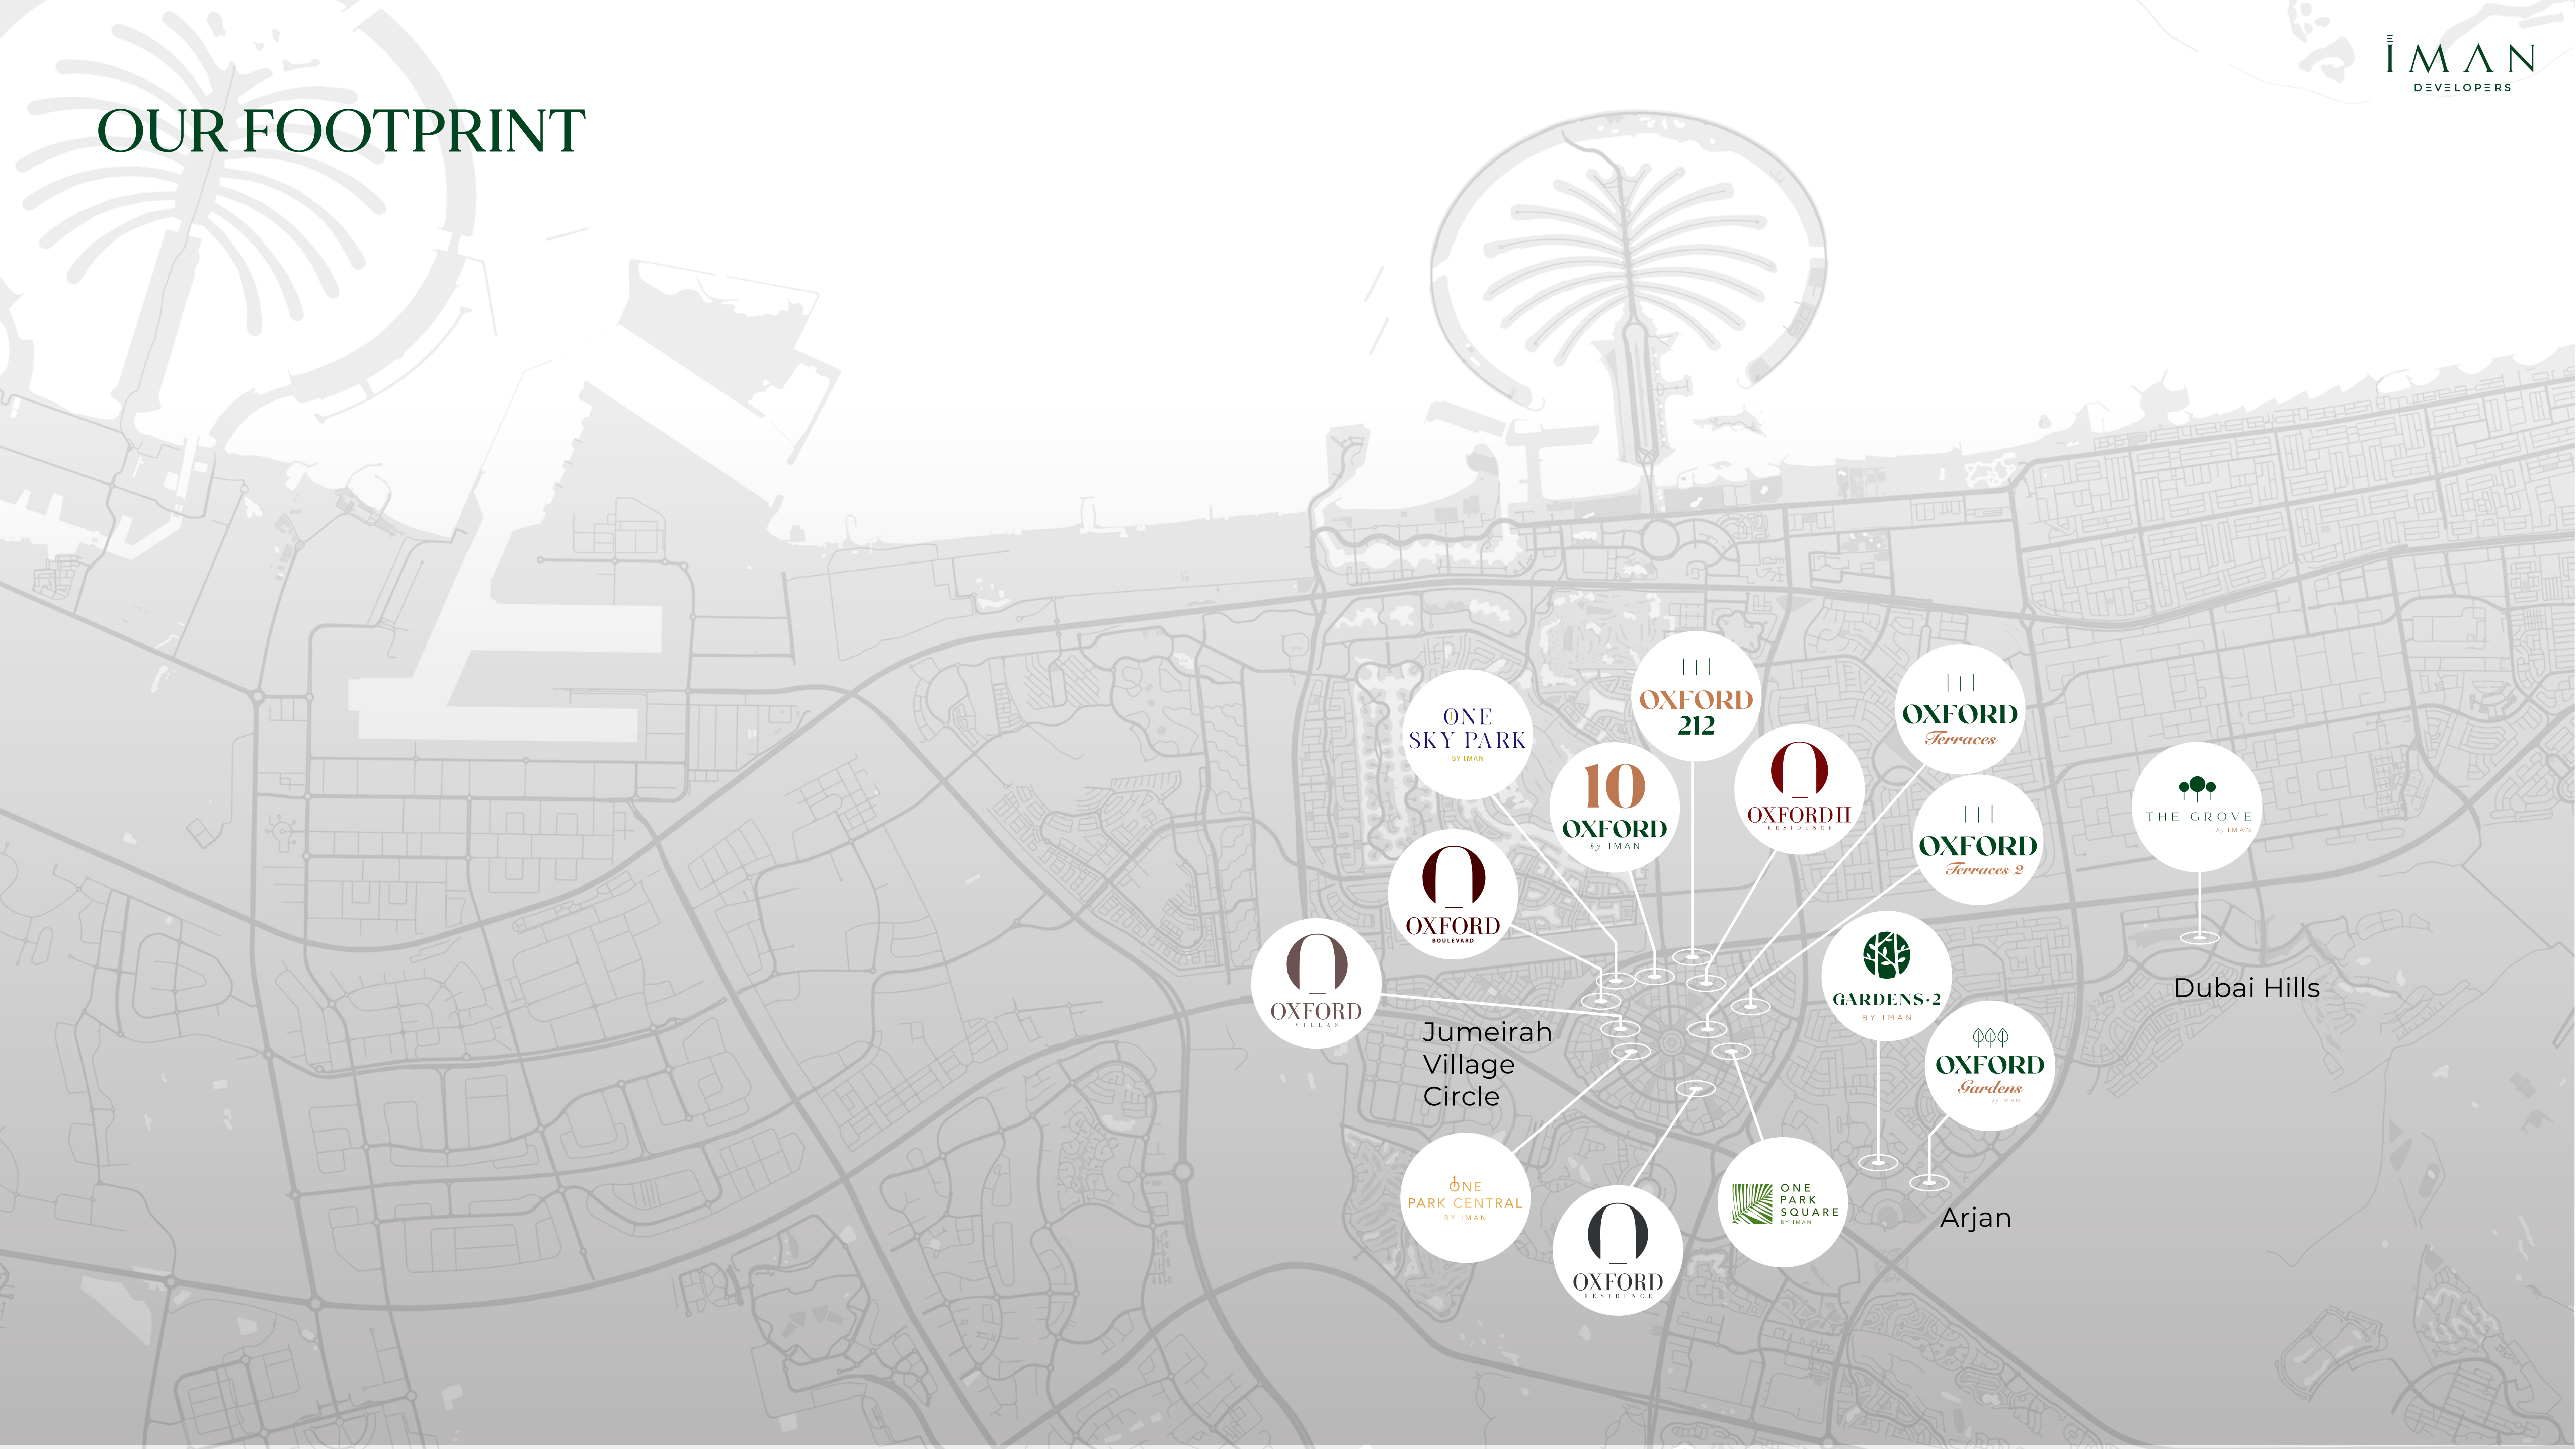 IMAN
DEVELOPERS
OUR FOOTPRINT
ONE
SKY PARK
BY IMAN
OXFORD
212
OXFORD
Terraces
10
OXFORD
by IMAN
OXFORD II
RESIDENCE
OXFORD
Terraces 2
THE GROVE
by IMAN
OXFORD
BOULEVARD
OXFORD
VILLAS
GARDENS·2
BY IMAN
Dubai Hills
Jumeirah
Village
Circle
OXFORD
Gardens
by IMAN
ONE
PARK CENTRAL
BY IMAN
OXFORD
RESIDENCE
ONE
PARK
SQUARE
BY IMAN
Arjan